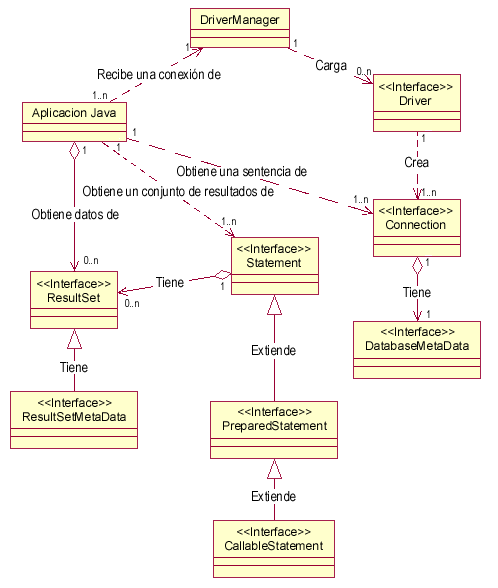 DriverManager
1
1
Recibe una conexión de
Carga
1..n
0..n
<<Interface>>
Driver
Aplicacion Java
1
1
1
1
Crea
Obtiene una sentencia de
Obtiene un conjunto de resultados de
1..n
1..n
<<Interface>>
Connection
Obtiene datos de
1..n
<<Interface>>
Statement
1
0..n
<<Interface>>
ResultSet
Tiene
1
0..n
Tiene
1
<<Interface>>
DatabaseMetaData
Extiende
Tiene
<<Interface>>
ResultSetMetaData
<<Interface>>
PreparedStatement
Extiende
<<Interface>>
CallableStatement